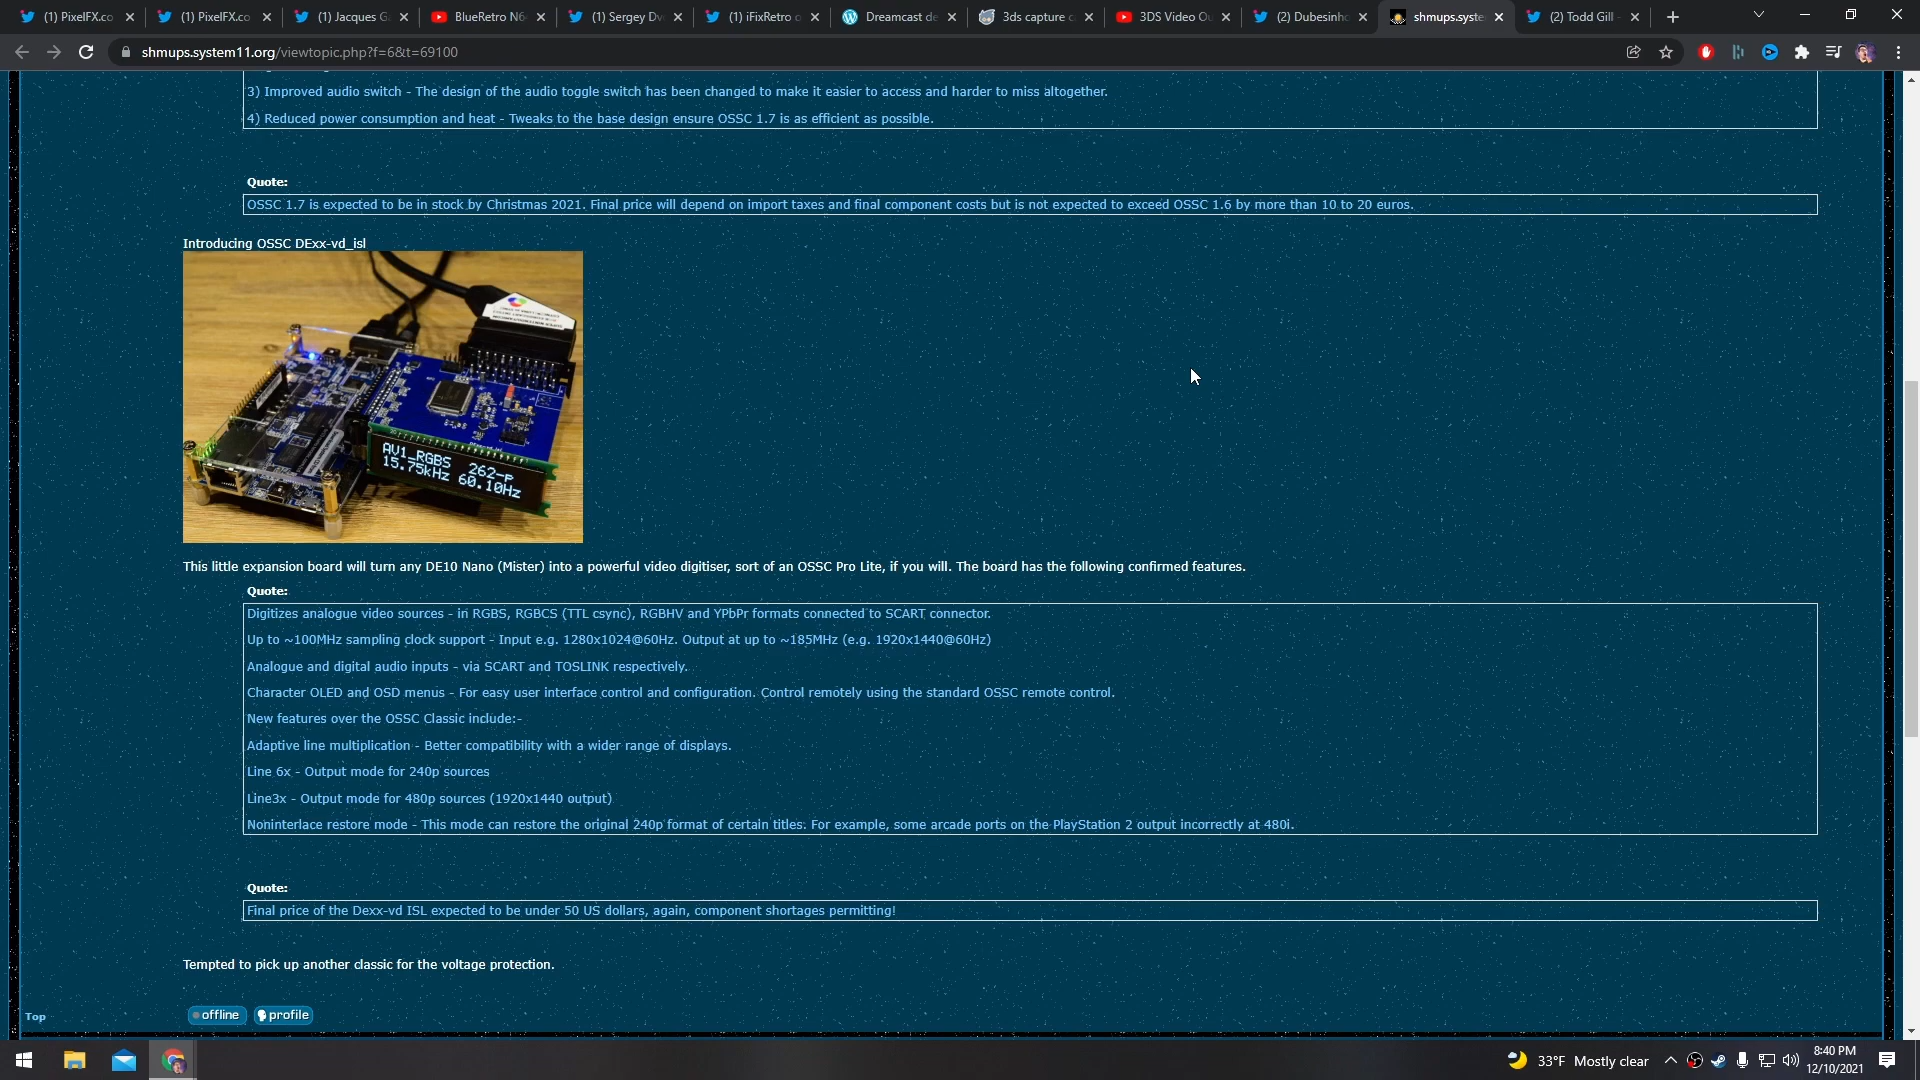 (1) PixelFX.co
(1) PixelFX.co
(1) Jacques G
BlueRetro N6
(1) Sergey Dv
(1) iFixRetro o
Dreamcast de
3ds capture c
3DS Video Ou
(2) Dubesinho
shmups.syste
(2) Todd Gill -
shmups.system11.org/viewtopic.php?f=6&t=69100
3) Improved audio switch - The design of the audio toggle switch has been changed to make it easier to access and harder to miss altogether.
4) Reduced power consumption and heat - Tweaks to the base design ensure OSSC 1.7 is as efficient as possible.
Quote:
OSSC 1.7 is expected to be in stock by Christmas 2021. Final price will depend on import taxes and final component costs but is not expected to exceed OSSC 1.6 by more than 10 to 20 euros.
Introducing OSSC DExx-vd_isl
AV1_RGBS 262-p
15.75kHz 60.10Hz
This little expansion board will turn any DE10 Nano (Mister) into a powerful video digitiser, sort of an OSSC Pro Lite, if you will. The board has the following confirmed features.
Quote:
Digitizes analogue video sources - in RGBS, RGBCS (TTL csync), RGBHV and YPbPr formats connected to SCART connector.
Up to ~100MHz sampling clock support - Input e.g. 1280x1024@60Hz. Output at up to ~185MHz (e.g. 1920x1440@60Hz)
Analogue and digital audio inputs - via SCART and TOSLINK respectively.
Character OLED and OSD menus - For easy user interface control and configuration. Control remotely using the standard OSSC remote control.
New features over the OSSC Classic include:-
Adaptive line multiplication - Better compatibility with a wider range of displays.
Line 6x - Output mode for 240p sources
Line3x - Output mode for 480p sources (1920x1440 output)
Noninterlace restore mode - This mode can restore the original 240p format of certain titles. For example, some arcade ports on the PlayStation 2 output incorrectly at 480i.
Quote:
Final price of the Dexx-vd ISL expected to be under 50 US dollars, again, component shortages permitting!
Tempted to pick up another classic for the voltage protection.
Top
offline
profile
33°F Mostly clear
8:40 PM
12/10/2021